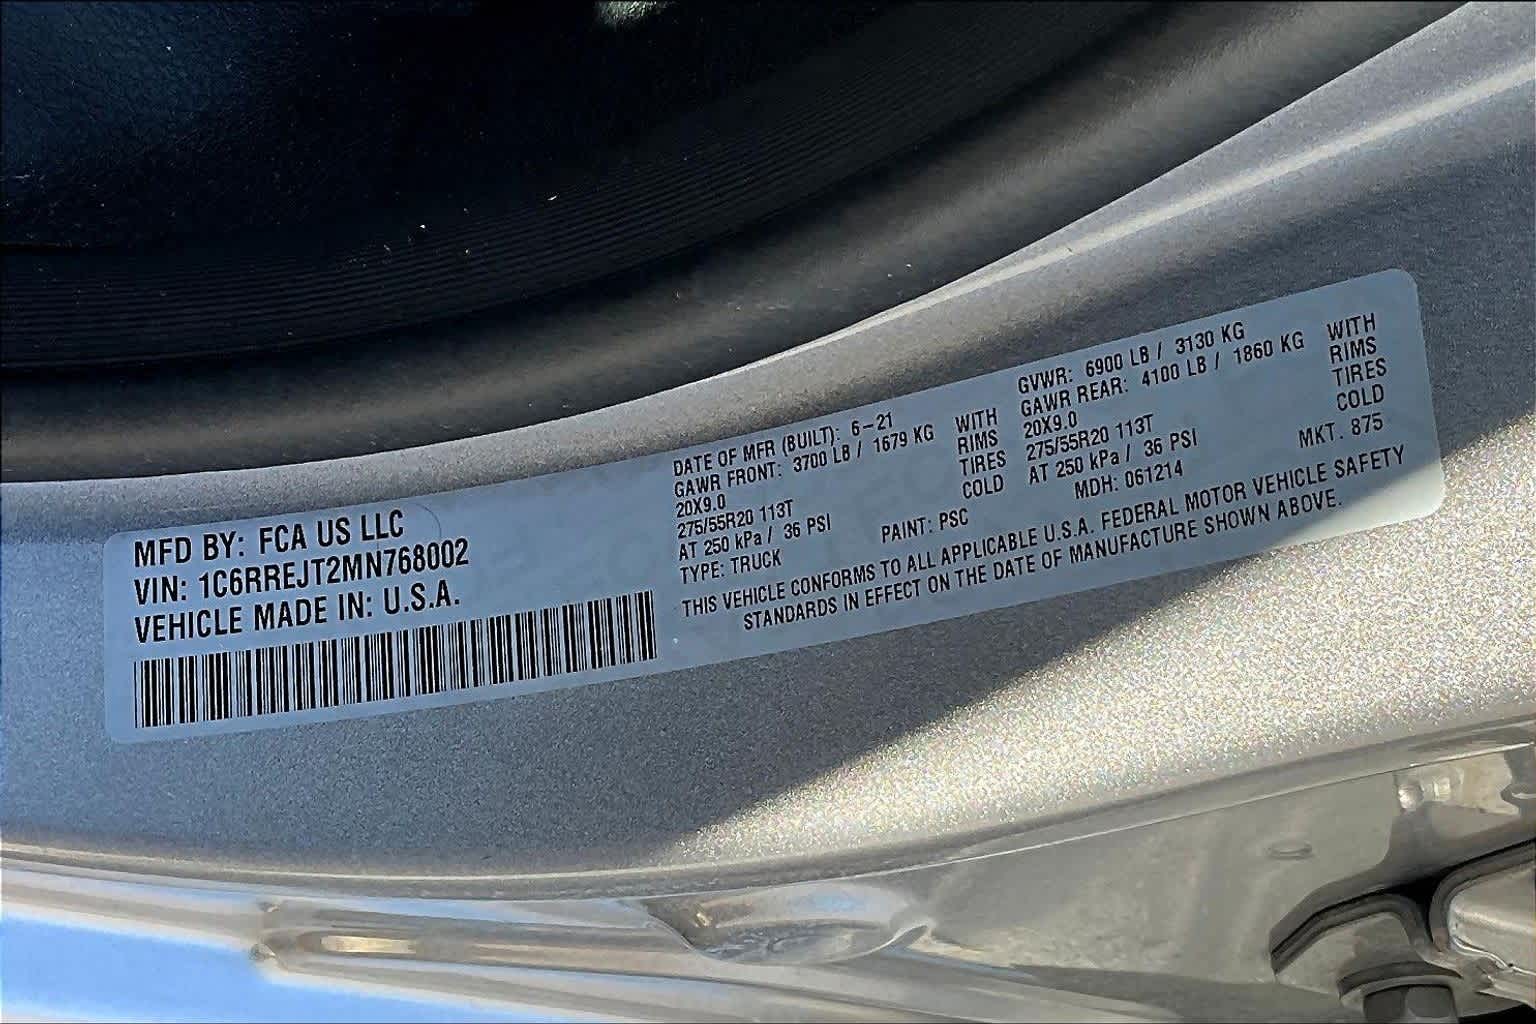 MFD BY: FCA US LLC
VIN: 1C6RREJT2MN768002
VEHICLE MADE IN: U.S.A.
DATE OF MFR (BUILT): 6-21
GAWR FRONT: 3700 LB / 1679 KG WITH
20X9.0 RIMS
275/55R20 113T TIRES
AT 250 kPa / 36 PSI COLD
TYPE: TRUCK PAINT: PSC
GVWR: 6900 LB / 3130 KG
GAWR REAR: 4100 LB / 1860 KG WITH
20X9.0 RIMS
275/55R20 113T TIRES
AT 250 kPa / 36 PSI COLD
MDH: 061214 MKT. 875
THIS VEHICLE CONFORMS TO ALL APPLICABLE U.S.A. FEDERAL MOTOR VEHICLE SAFETY
STANDARDS IN EFFECT ON THE DATE OF MANUFACTURE SHOWN ABOVE.